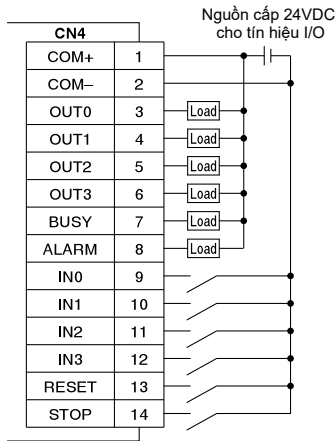 Nguồn cấp 24VDC
cho tín hiệu I/O
CN4
COM+ 1
COM– 2
OUT0 3 Load
OUT1 4 Load
OUT2 5 Load
OUT3 6 Load
BUSY 7 Load
ALARM 8 Load
IN0 9
IN1 10
IN2 11
IN3 12
RESET 13
STOP 14